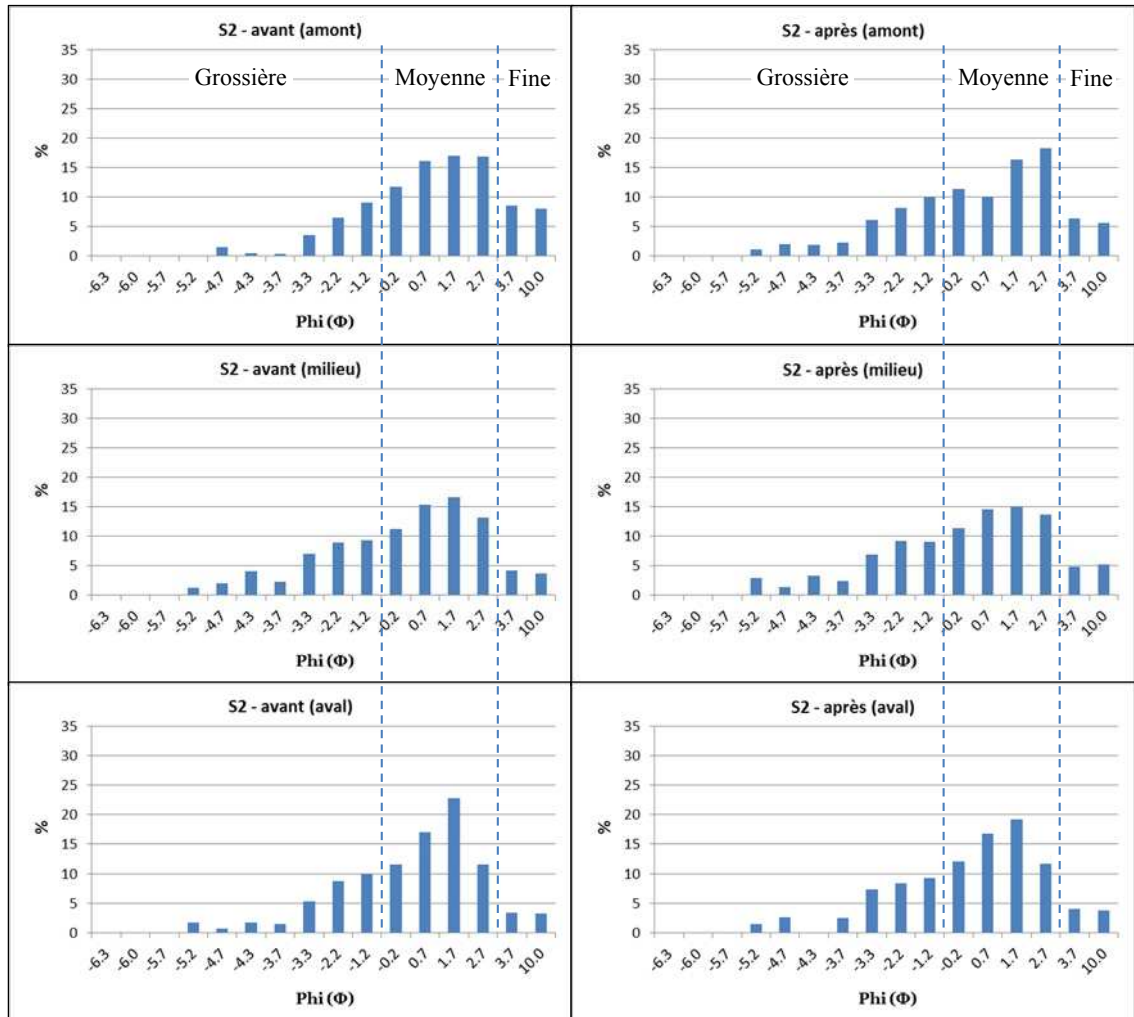 S2 - avant (amont)
Grossière Moyenne Fine
35
30
25
20
15
10
5
0
%
-6.3 -6.0 -5.7 -5.2 -4.7 -4.3 -3.7 -3.3 -2.2 -1.2 -0.2 0.7 1.7 2.7 3.7 10.0
Phi (Φ)
S2 - après (amont)
Grossière Moyenne Fine
35
30
25
20
15
10
5
0
%
-6.3 -6.0 -5.7 -5.2 -4.7 -4.3 -3.7 -3.3 -2.2 -1.2 -0.2 0.7 1.7 2.7 3.7 10.0
Phi (Φ)
S2 - avant (milieu)
35
30
25
20
15
10
5
0
%
-6.3 -6.0 -5.7 -5.2 -4.7 -4.3 -3.7 -3.3 -2.2 -1.2 -0.2 0.7 1.7 2.7 3.7 10.0
Phi (Φ)
S2 - après (milieu)
35
30
25
20
15
10
5
0
%
-6.3 -6.0 -5.7 -5.2 -4.7 -4.3 -3.7 -3.3 -2.2 -1.2 -0.2 0.7 1.7 2.7 3.7 10.0
Phi (Φ)
S2 - avant (aval)
35
30
25
20
15
10
5
0
%
-6.3 -6.0 -5.7 -5.2 -4.7 -4.3 -3.7 -3.3 -2.2 -1.2 -0.2 0.7 1.7 2.7 3.7 10.0
Phi (Φ)
S2 - après (aval)
35
30
25
20
15
10
5
0
%
-6.3 -6.0 -5.7 -5.2 -4.7 -4.3 -3.7 -3.3 -2.2 -1.2 -0.2 0.7 1.7 2.7 3.7 10.0
Phi (Φ)